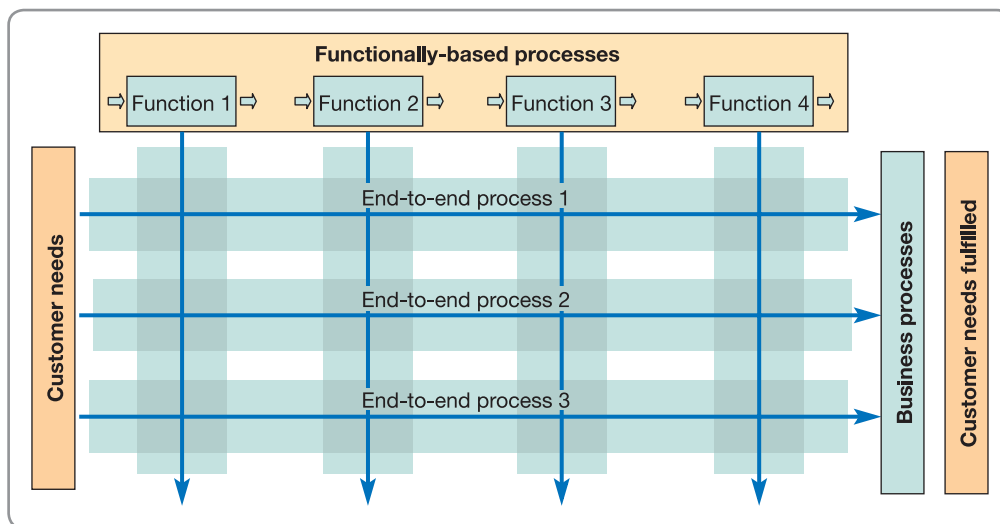 Functionally-based processes
Function 1
Function 2
Function 3
Function 4
Customer needs
End-to-end process 1
End-to-end process 2
End-to-end process 3
Business processes
Customer needs fulfilled